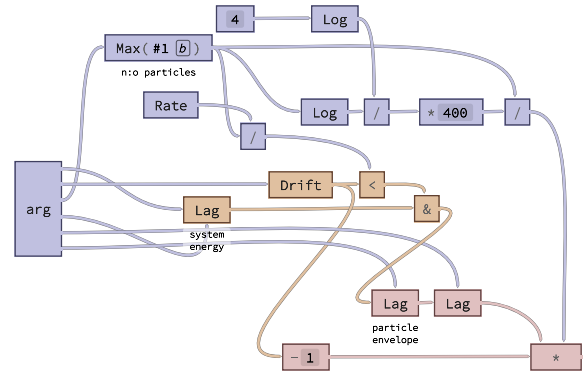 4 Log
Max( #1 b )
n:o particles
Rate
Log / * 400 /
/
arg
Drift <
Lag &
system
energy
Lag Lag
particle
envelope
- 1 *